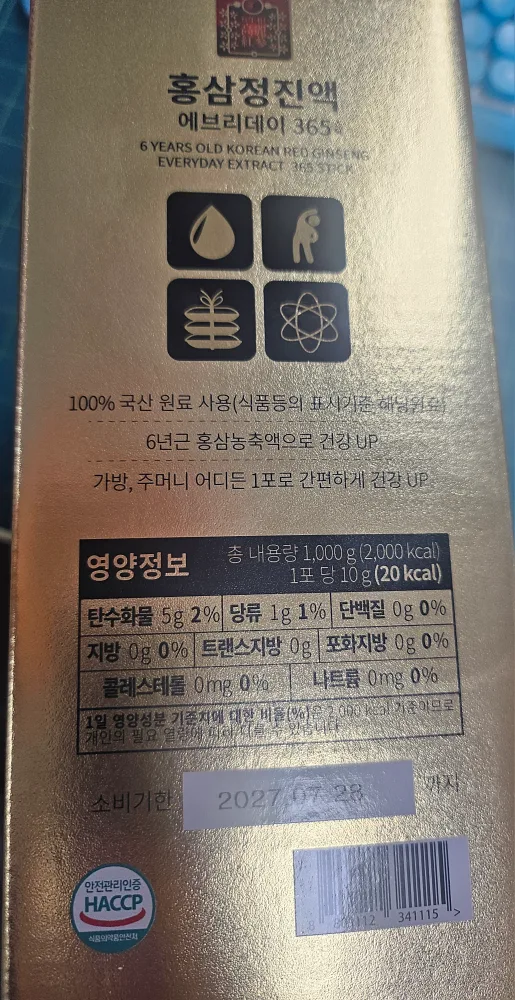 홍삼정진액
에브리데이 365
6 YEARS OLD KOREAN RED GINSENG
EVERYDAY EXTRACT 365 STICK
100% 국산 원료 사용(식품등의 표시기준 해당원료)
6년근 홍삼농축액으로 건강 UP
가방, 주머니 어디든 1포로 간편하게 건강 UP
영양정보
총 내용량 1,000 g (2,000 kcal)
1포 당 10 g (20 kcal)
탄수화물 5g 2% 당류 1g 1% 단백질 0g 0%
지방 0g 0% 트랜스지방 0g 포화지방 0g 0%
콜레스테롤 0mg 0% 나트륨 0mg 0%
1일 영양성분 기준치에 대한 비율(%)은 2,000 kcal 기준이므로
개인의 필요 열량에 따라 다를 수 있습니다
소비기한 2027.07.28 까지
안전관리인증
HACCP
식품의약품안전처
341115 >